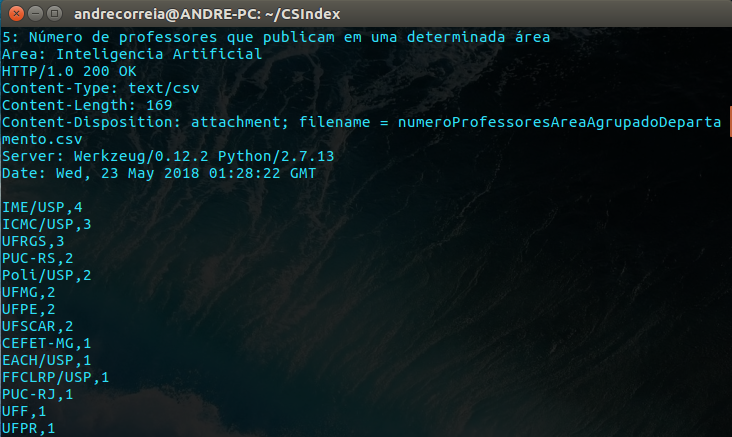 andrecorreia@ANDRE-PC: ~/CSIndex
5: Número de professores que publicam em uma determinada área
Area: Inteligencia Artificial
HTTP/1.0 200 OK
Content-Type: text/csv
Content-Length: 169
Content-Disposition: attachment; filename = numeroProfessoresAreaAgrupadoDeparta
mento.csv
Server: Werkzeug/0.12.2 Python/2.7.13
Date: Wed, 23 May 2018 01:28:22 GMT
IME/USP,4
ICMC/USP,3
UFRGS,3
PUC-RS,2
Poli/USP,2
UFMG,2
UFPE,2
UFSCAR,2
CEFET-MG,1
EACH/USP,1
FFCLRP/USP,1
PUC-RJ,1
UFF,1
UFPR,1